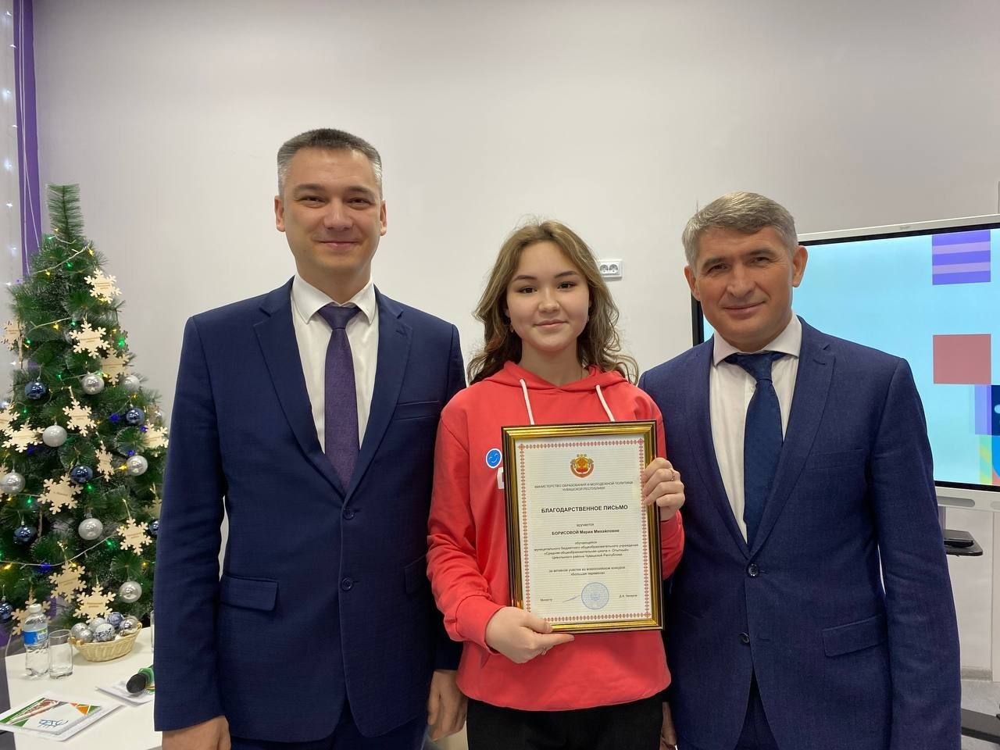 МИНИСТЕРСТВО ОБРАЗОВАНИЯ И МОЛОДЕЖНОЙ ПОЛИТИКИ
ЧУВАШСКОЙ РЕСПУБЛИКИ
БЛАГОДАРСТВЕННОЕ ПИСЬМО
вручается
БОРИСОВОЙ Марии Михайловне
обучающейся
муниципального бюджетного общеобразовательного учреждения
«Средняя общеобразовательная школа п. Опытный»
Цивильского района Чувашской Республики
за активное участие во всероссийском конкурсе
«Большая перемена»
Министр Д.А. Захаров